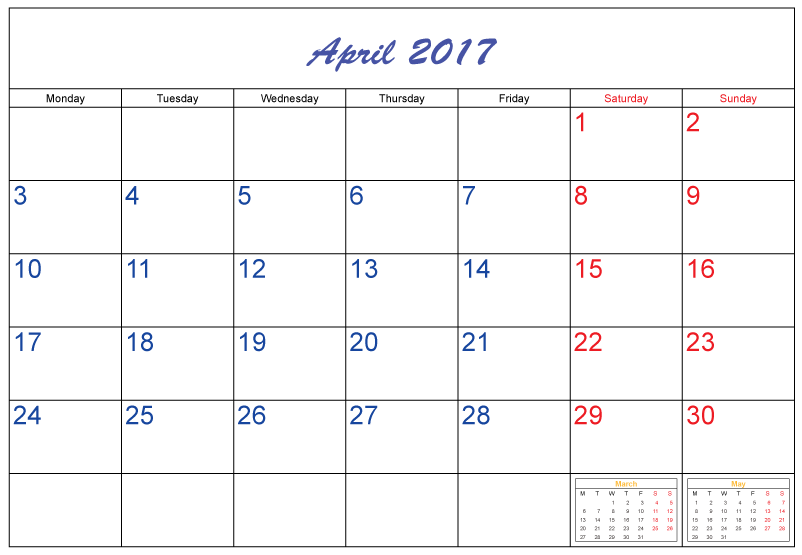 April 2017
Monday Tuesday Wednesday Thursday Friday Saturday Sunday
1 2
3 4 5 6 7 8 9
10 11 12 13 14 15 16
17 18 19 20 21 22 23
24 25 26 27 28 29 30
March
M T W T F S S
1 2 3 4 5
6 7 8 9 10 11 12
13 14 15 16 17 18 19
20 21 22 23 24 25 26
27 28 29 30 31
May
M T W T F S S
1 2 3 4 5 6 7
8 9 10 11 12 13 14
15 16 17 18 19 20 21
22 23 24 25 26 27 28
29 30 31